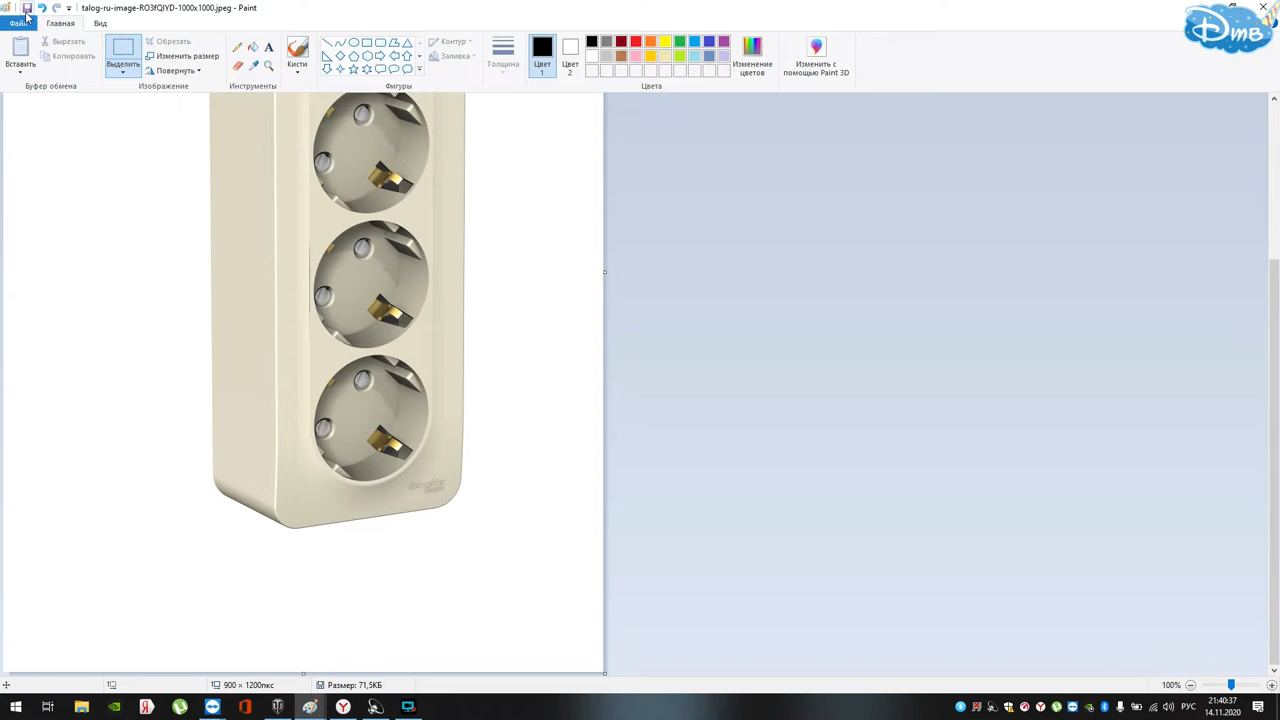 talog-ru-image-RO3fQIYD-1000x1000.jpeg - Paint
Файл
Главная
Вид
DMB
Вставить
Вырезать
Копировать
Буфер обмена
Выделить
Обрезать
Изменить размер
Повернуть
Изображение
A
Инструменты
Кисти
Контур
Заливка
Фигуры
Толщина
Цвет
1
Цвет
2
Изменение
цветов
Цвета
Изменить с
помощью Paint 3D
Schneider
900 × 1200пкс
Размер: 71,5КБ
100%
РУС
21:40:37
14.11.2020